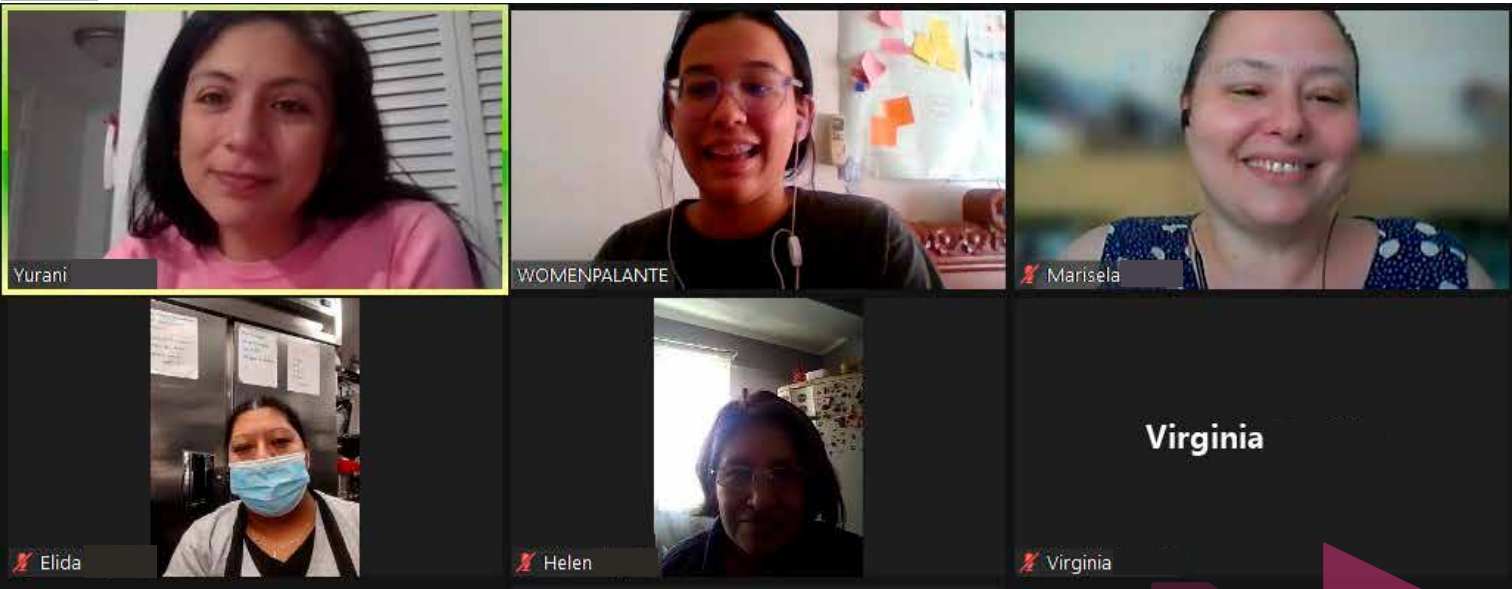 Yurani
WOMENPALANTE
Marisela
Elida
Helen
Virginia
Virginia